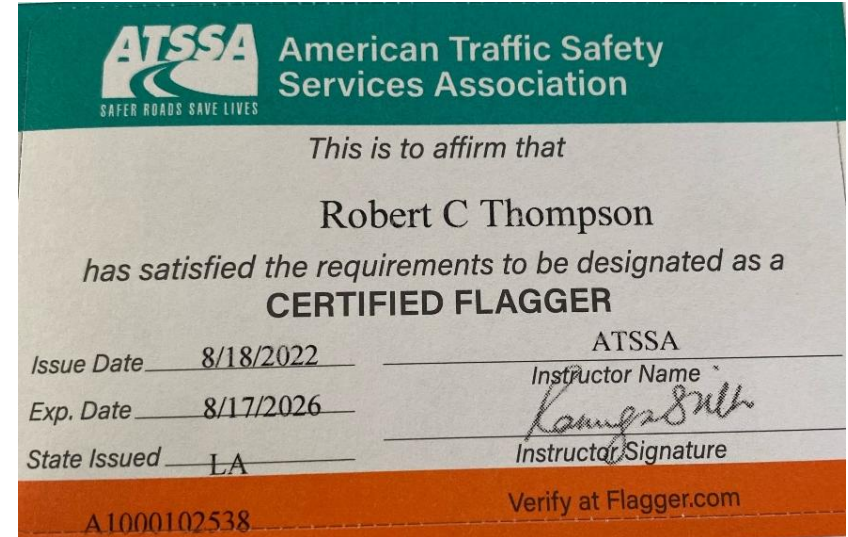 ATSSA
SAFER ROADS SAVE LIVES
American Traffic Safety
Services Association
This is to affirm that
Robert C Thompson
has satisfied the requirements to be designated as a
CERTIFIED FLAGGER
Issue Date 8/18/2022
ATSSA
Instructor Name
Exp. Date 8/17/2026
State Issued LA
Instructor Signature
A1000102538
Verify at Flagger.com